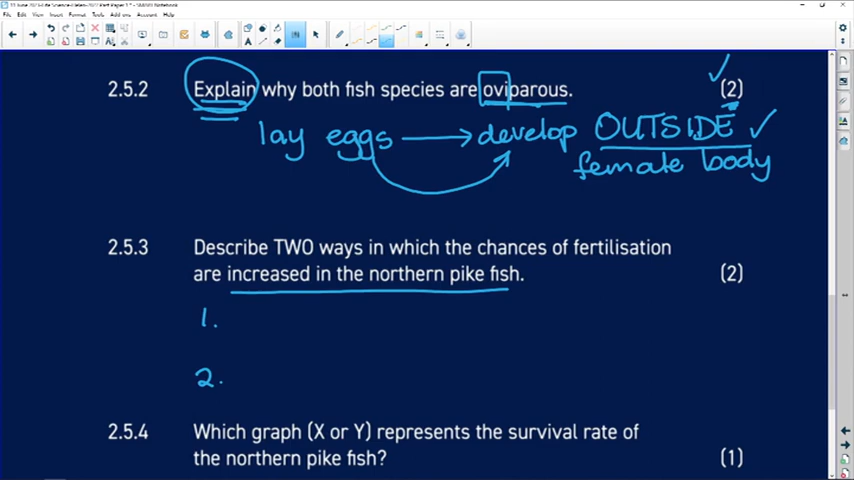 File Edit View Insert Format Tools Add-ons Account Help
2.5.2 Explain why both fish species are oviparous. (2)
lay eggs → develop OUTSIDE
female body
2.5.3 Describe TWO ways in which the chances of fertilisation
are increased in the northern pike fish. (2)
1.
2.
2.5.4 Which graph (X or Y) represents the survival rate of
the northern pike fish? (1)